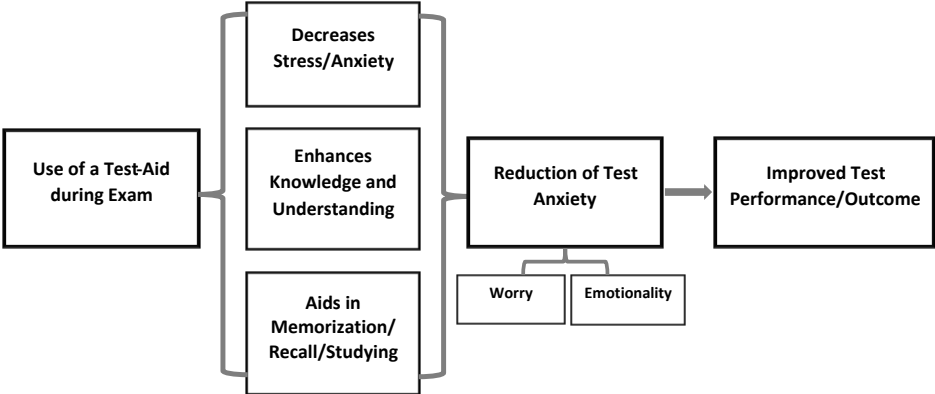 Use of a Test-Aid
during Exam
Decreases
Stress/Anxiety
Enhances
Knowledge and
Understanding
Aids in
Memorization/
Recall/Studying
Reduction of Test
Anxiety
Worry
Emotionality
Improved Test
Performance/Outcome